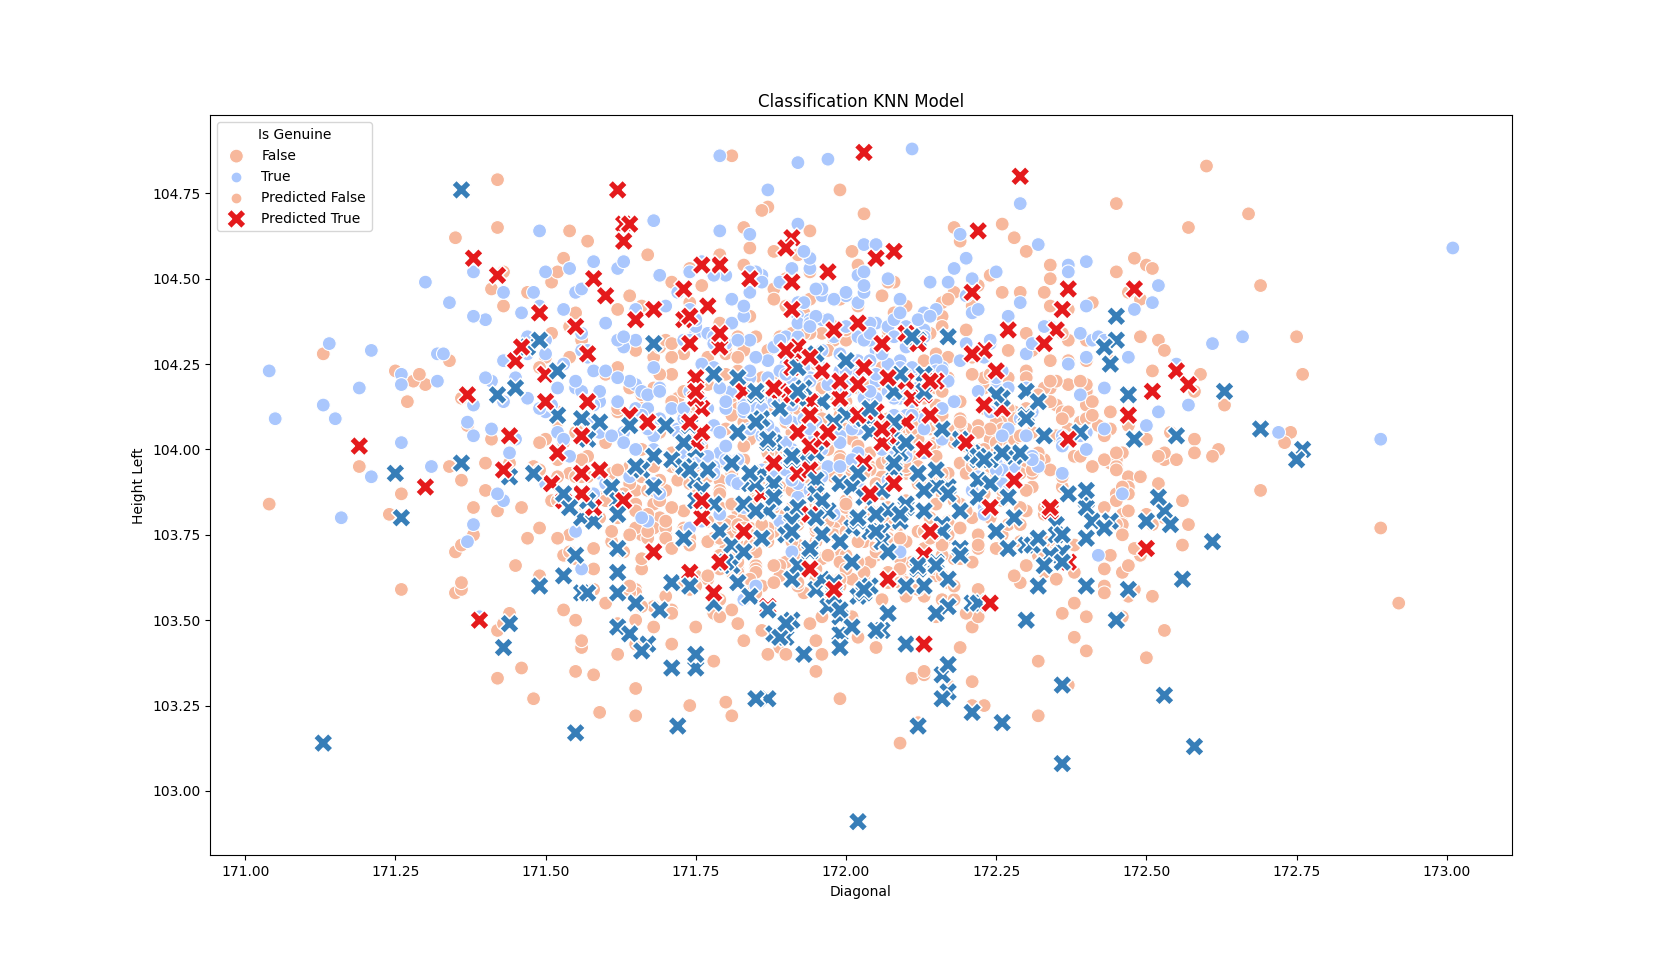 Classification KNN Model
Is Genuine
False
True
Predicted False
Predicted True
104.75
104.50
104.25
104.00
103.75
103.50
103.25
103.00
Height Left
171.00 171.25 171.50 171.75 172.00 172.25 172.50 172.75 173.00
Diagonal